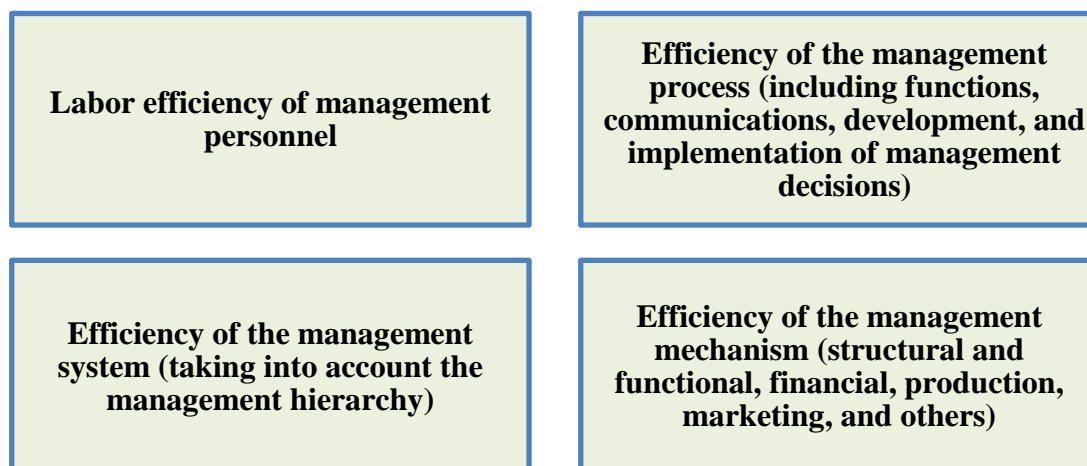 Labor efficiency of management
personnel
Efficiency of the management
process (including functions,
communications, development, and
implementation of management
decisions)
Efficiency of the management
system (taking into account the
management hierarchy)
Efficiency of the management
mechanism (structural and
functional, financial, production,
marketing, and others)